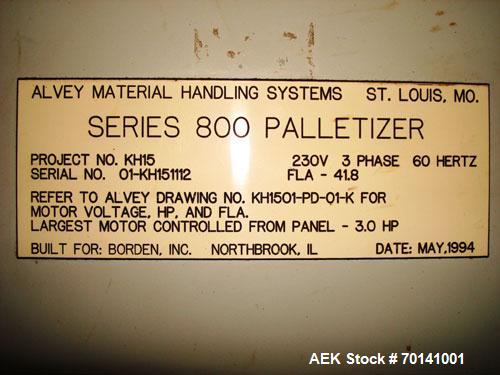 ALVEY MATERIAL HANDLING SYSTEMS ST. LOUIS, MO.
SERIES 800 PALLETIZER
PROJECT NO. KH15 230V 3 PHASE 60 HERTZ
SERIAL NO. 01-KH151112 FLA - 41.8
REFER TO ALVEY DRAWING NO. KH1501-PD-01-K FOR
MOTOR VOLTAGE, HP, AND FLA.
LARGEST MOTOR CONTROLLED FROM PANEL - 3.0 HP
BUILT FOR: BORDEN, INC. NORTHBROOK, IL DATE: MAY,1994
AEK Stock # 70141001